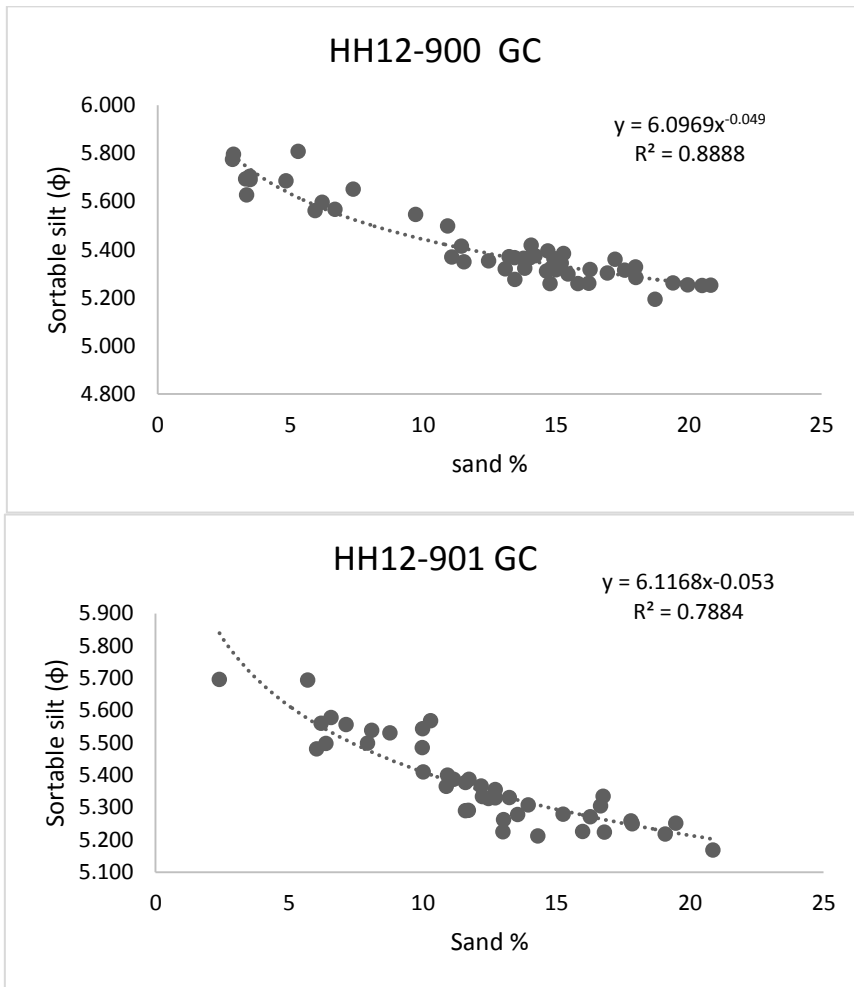 HH12-900 GC
y = 6.0969x^-0.049
R² = 0.8888
Sortable silt (ϕ)
6.000
5.800
5.600
5.400
5.200
5.000
4.800
0 5 10 15 20 25
sand %
HH12-901 GC
y = 6.1168x-0.053
R² = 0.7884
Sortable silt (ϕ)
5.900
5.800
5.700
5.600
5.500
5.400
5.300
5.200
5.100
0 5 10 15 20 25
Sand %